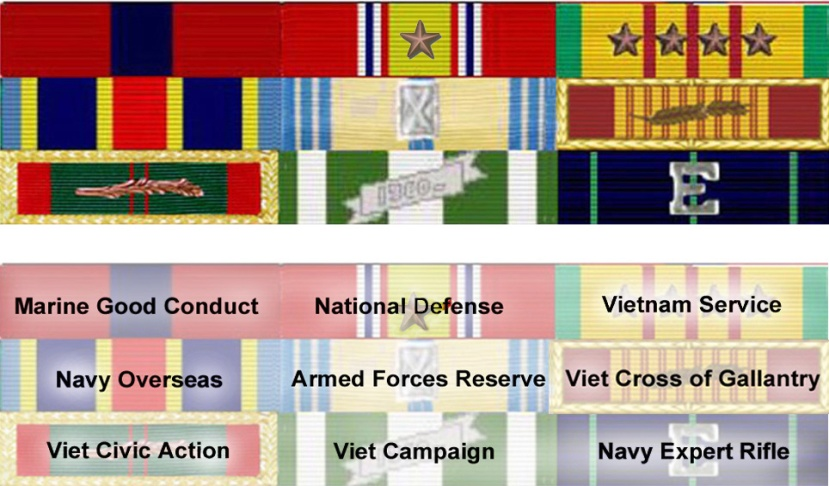 1960-
E
Marine Good Conduct
National Defense
Vietnam Service
Navy Overseas
Armed Forces Reserve
Viet Cross of Gallantry
Viet Civic Action
Viet Campaign
Navy Expert Rifle